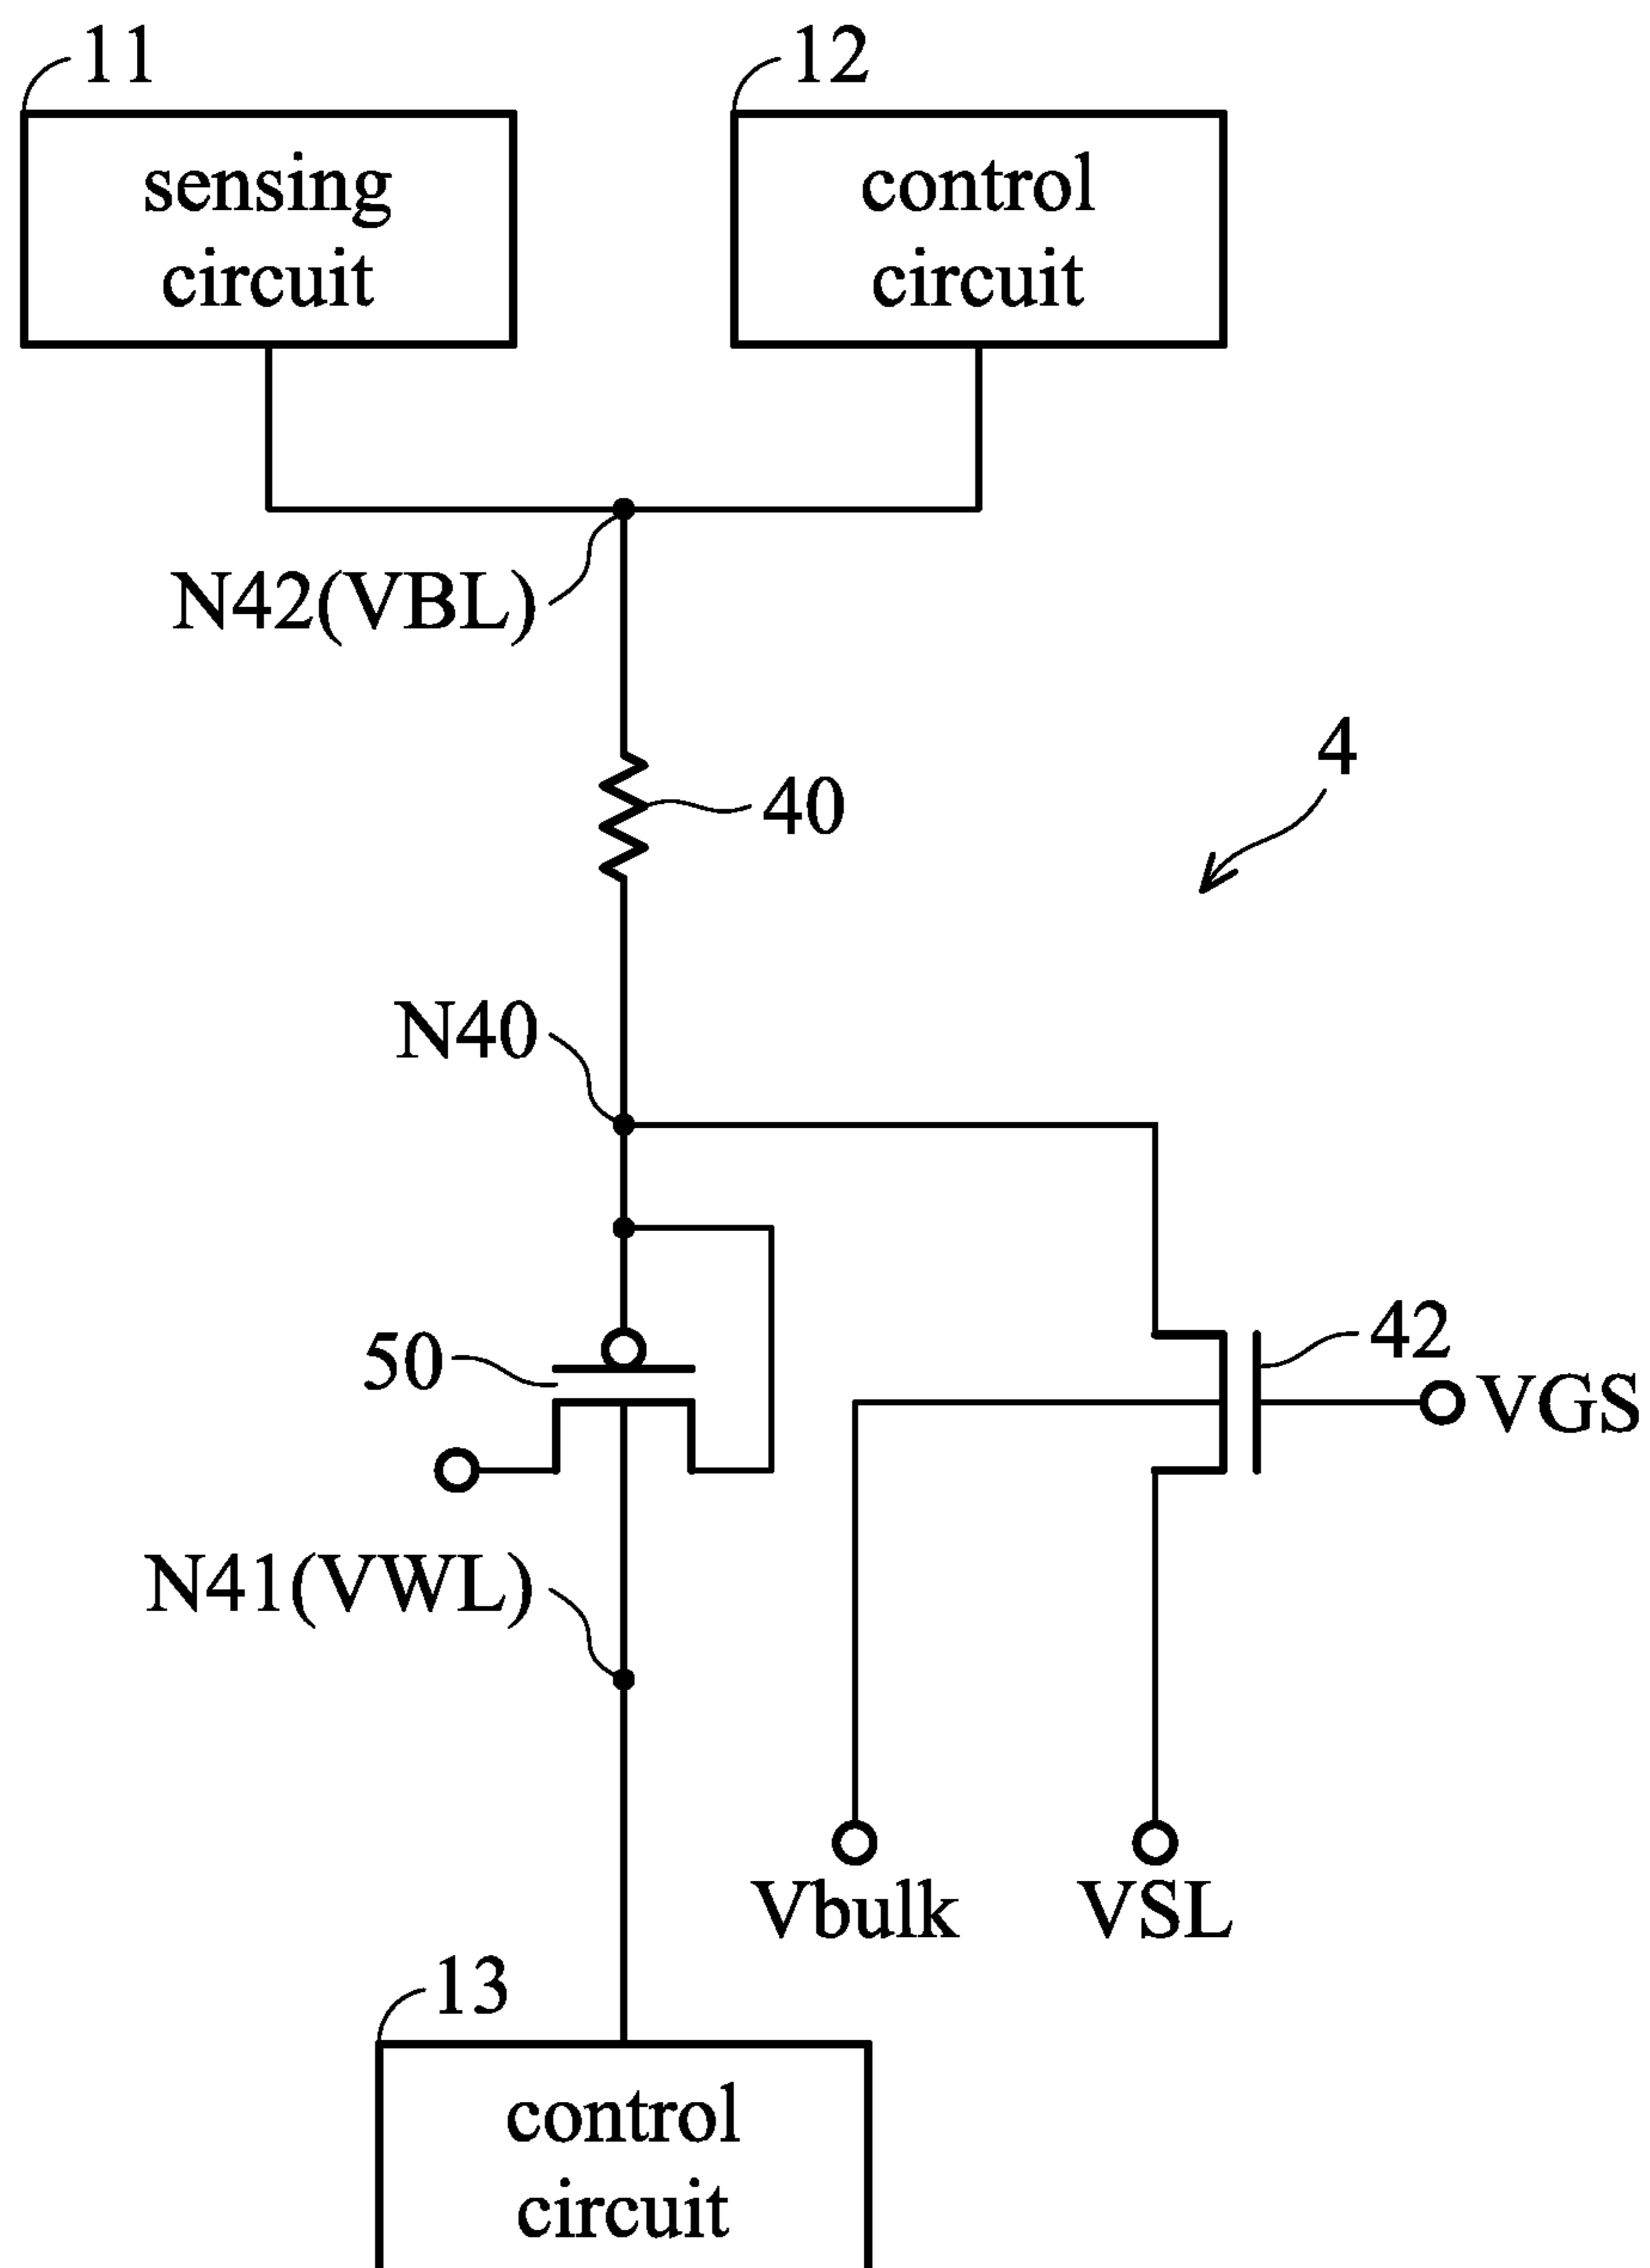 11
12
sensing
circuit
control
circuit
N42(VBL)
4
40
N40
50
42
VGS
N41(VWL)
Vbulk
VSL
13
control
circuit